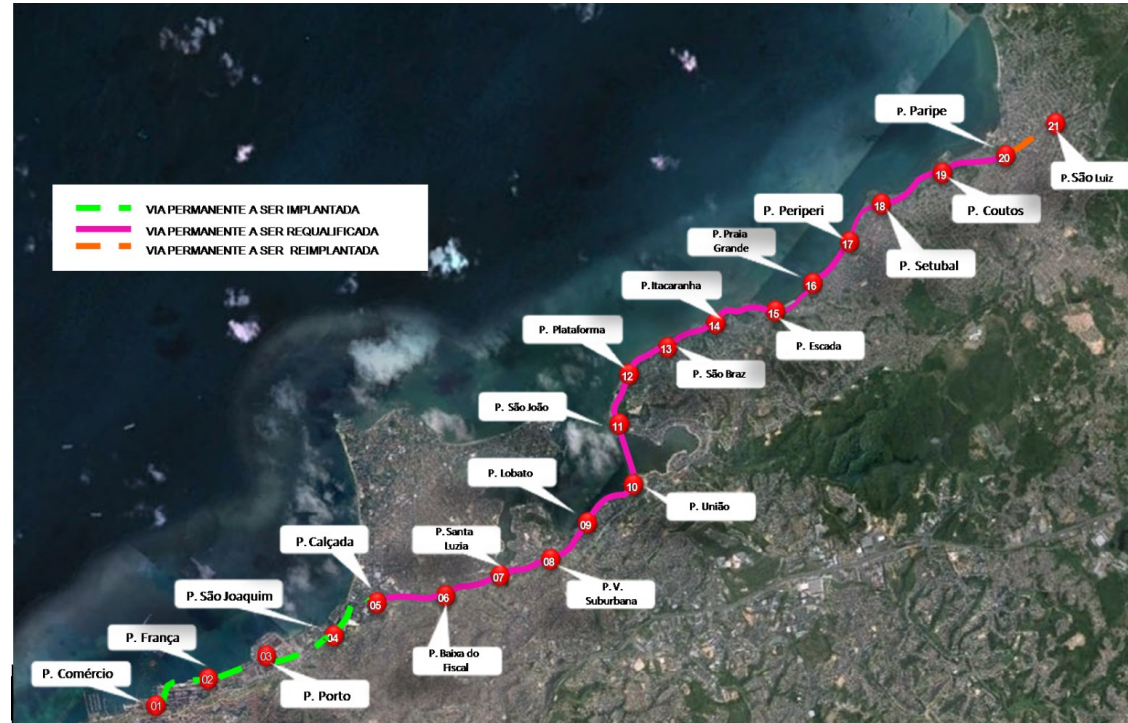 P. Paripe
21
20
P. São Luiz
19
VIA PERMANENTE A SER IMPLANTADA
VIA PERMANENTE A SER REQUALIFICADA
VIA PERMANENTE A SER REIMPLANTADA
18
P. Coutos
P. Periperi
17
P. Praia
Grande
P. Setubal
16
P. Itacaranha
15
14
P. Plataforma
13
P. Escada
12
P. São Braz
P. São João
11
P. Lobato
10
P. União
09
P. Santa
Luzia
P. Calçada
08
07
P. V.
Suburbana
P. São Joaquim
06
05
04
P. França
P. Baixa do
Fiscal
03
P. Comércio
02
P. Porto
01